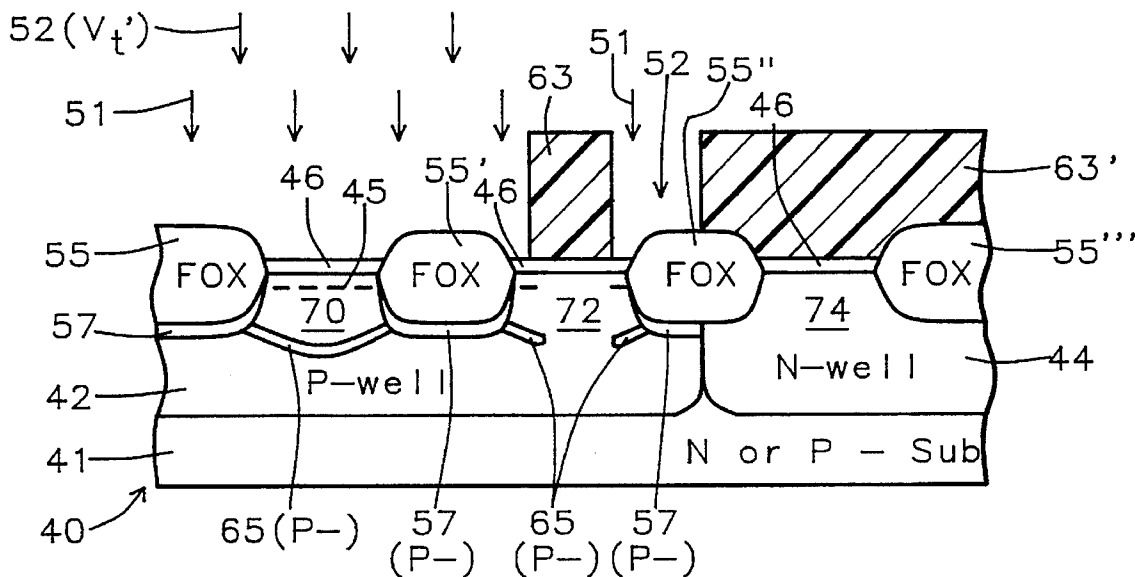 52(Vt')
51
63
51
52
55"
46
63'
55
46
45
55'
46
55'''
FOX
FOX
FOX
FOX
57
70
72
74
44
42
P-well
N-well
41
N or P - Sub
40
65(P-)
57
(P-)
65
(P-)
57
(P-)